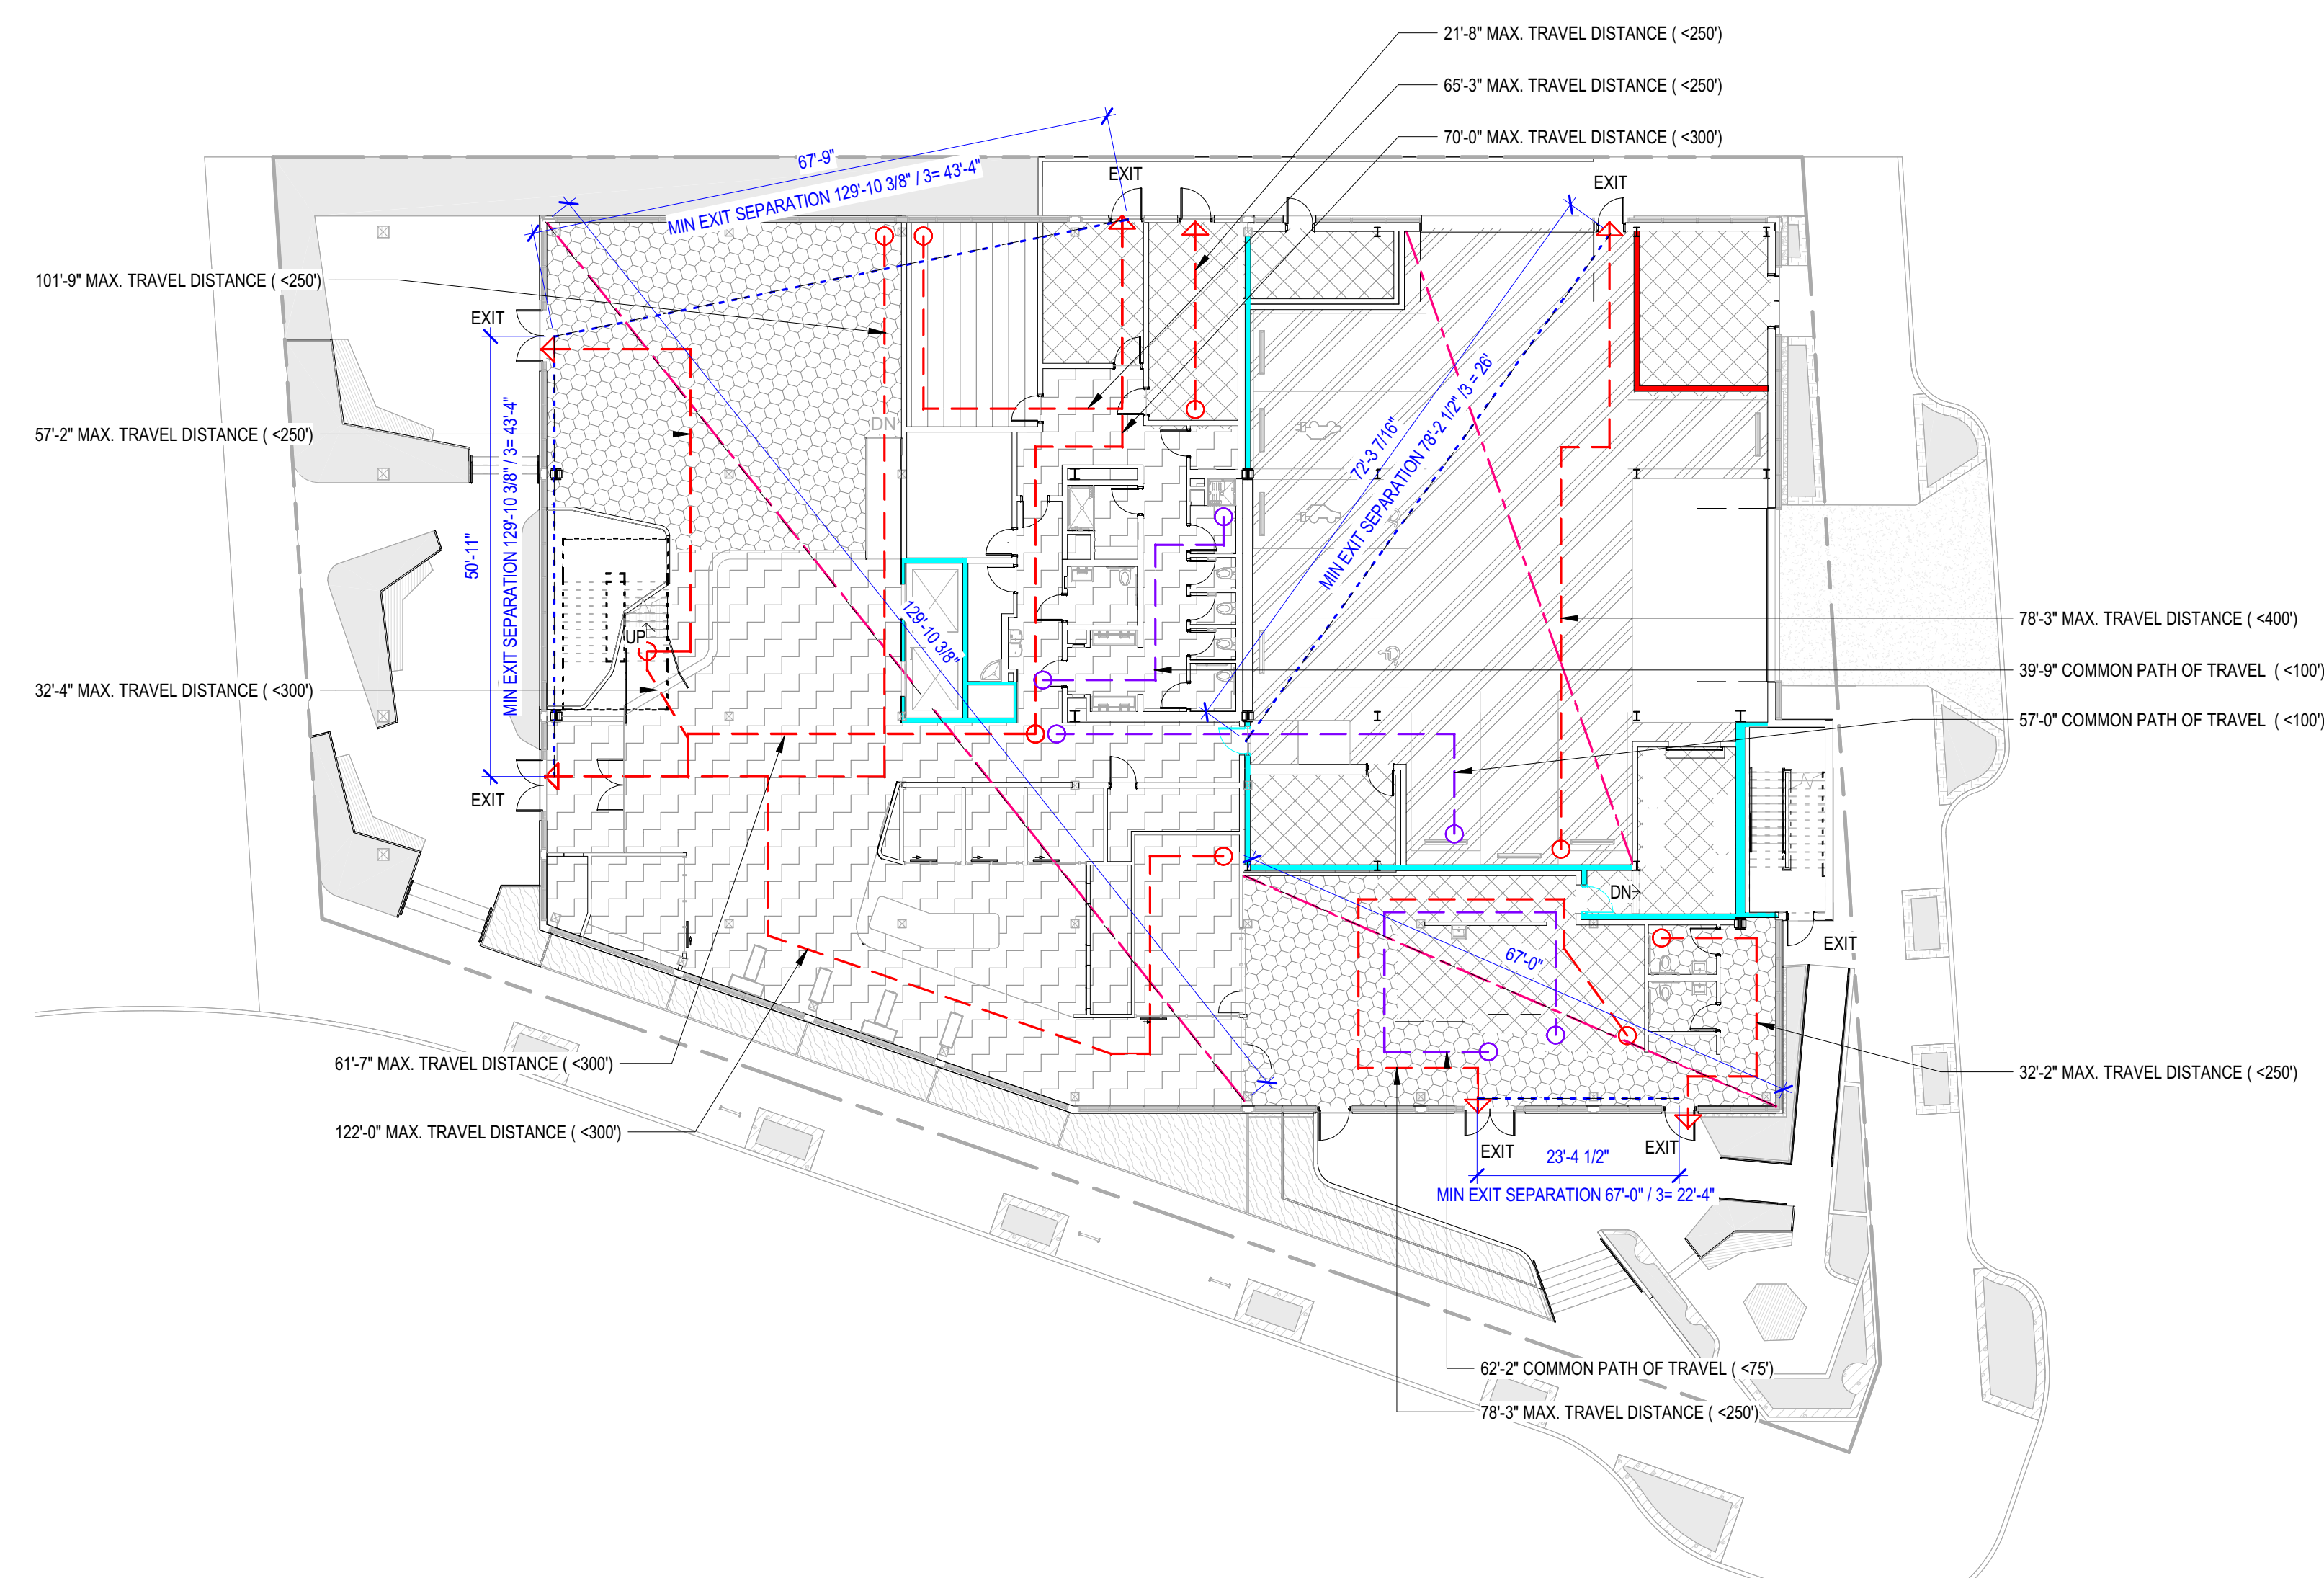 21'-8" MAX. TRAVEL DISTANCE ( <250')
65'-3" MAX. TRAVEL DISTANCE ( <250')
70'-0" MAX. TRAVEL DISTANCE ( <300')
67'-9"
MIN EXIT SEPARATION 129'-10 3/8" / 3= 43'-4"
EXIT
EXIT
101'-9" MAX. TRAVEL DISTANCE ( <250')
EXIT
57'-2" MAX. TRAVEL DISTANCE ( <250')
DN
50'-11"
MIN EXIT SEPARATION 129'-10 3/8" / 3= 43'-4"
72'-3 7/16"
MIN EXIT SEPARATION 78'-2 1/2" /3 = 26'
129'-10 3/8"
UP
78'-3" MAX. TRAVEL DISTANCE ( <400')
39'-9" COMMON PATH OF TRAVEL ( <100')
32'-4" MAX. TRAVEL DISTANCE ( <300')
57'-0" COMMON PATH OF TRAVEL ( <100')
EXIT
DN
EXIT
67'-0"
61'-7" MAX. TRAVEL DISTANCE ( <300')
32'-2" MAX. TRAVEL DISTANCE ( <250')
122'-0" MAX. TRAVEL DISTANCE ( <300')
EXIT
EXIT
23'-4 1/2"
MIN EXIT SEPARATION 67'-0" / 3= 22'-4"
62'-2" COMMON PATH OF TRAVEL ( <75')
78'-3" MAX. TRAVEL DISTANCE ( <250')